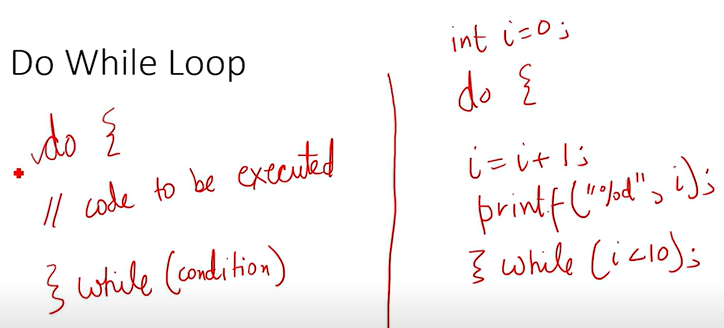 Do While Loop
do {
// code to be executed
} while (condition)
int i=0;
do {
i=i+1;
printf("%d", i);
} while (i<10);